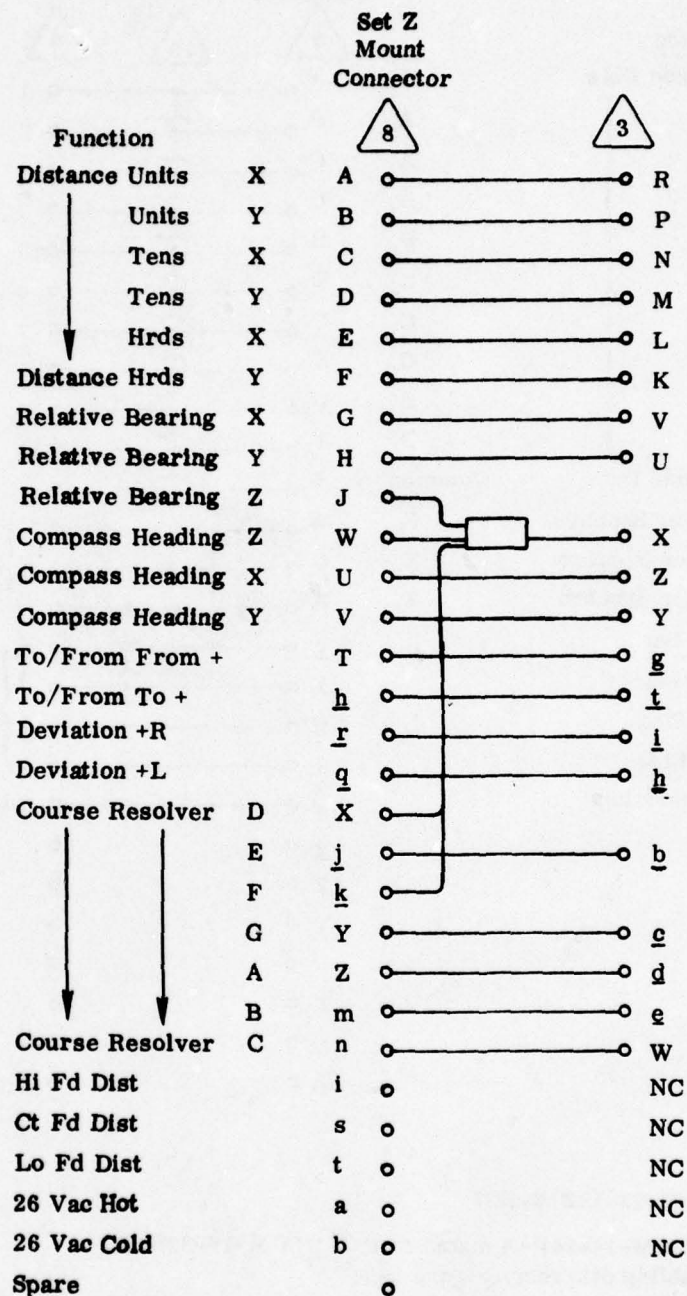 Set Z
Mount
Connector
8 3
Function
Distance Units X A R
Units Y B P
Tens X C N
Tens Y D M
Hrds X E L
Distance Hrds Y F K
Relative Bearing X G V
Relative Bearing Y H U
Relative Bearing Z J
Compass Heading Z W X
Compass Heading X U Z
Compass Heading Y V Y
To/From From + T g
To/From To + h t
Deviation +R r i
Deviation +L q h
Course Resolver D X
E j b
F k
G Y c
A Z d
B m e
Course Resolver C n W
Hi Fd Dist i NC
Ct Fd Dist s NC
Lo Fd Dist t NC
26 Vac Hot a NC
26 Vac Cold b NC
Spare